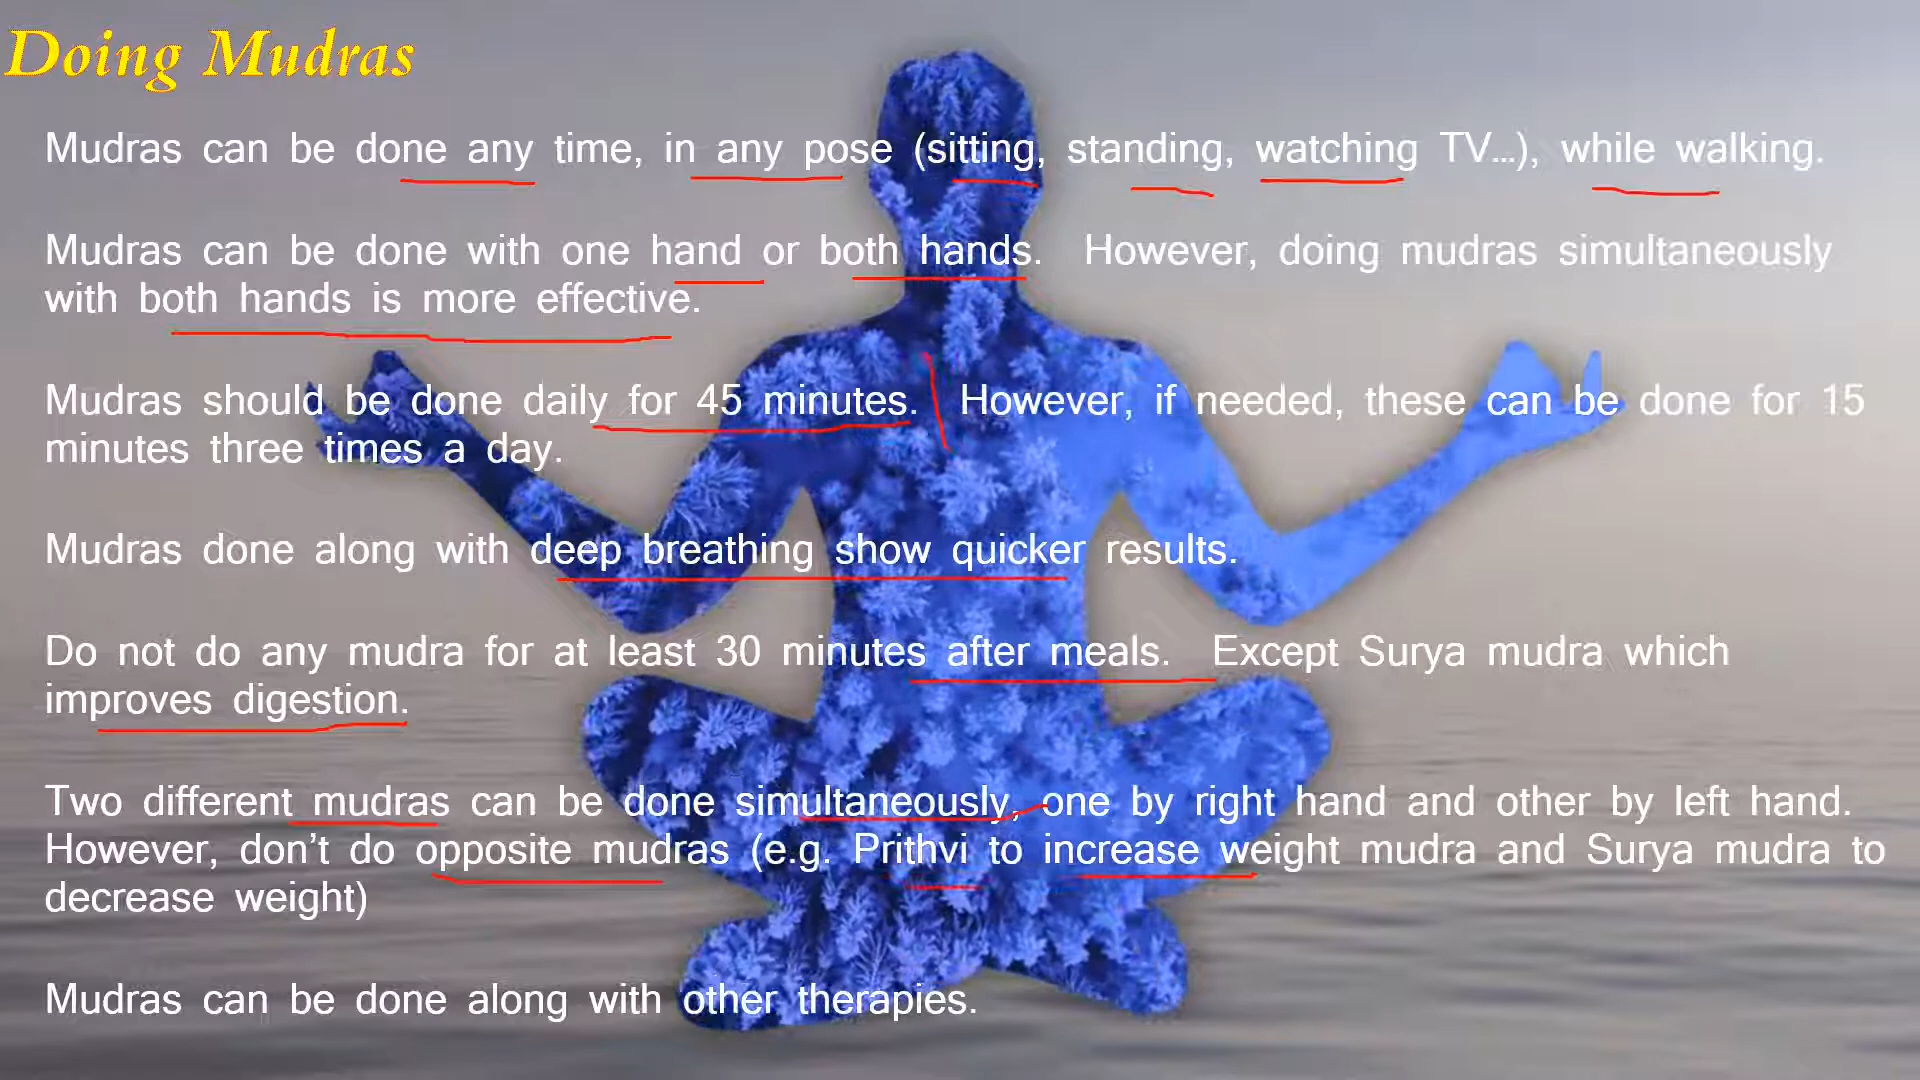 Doing Mudras
Mudras can be done any time, in any pose (sitting, standing, watching TV…), while walking.
Mudras can be done with one hand or both hands. However, doing mudras simultaneously
with both hands is more effective.
Mudras should be done daily for 45 minutes. However, if needed, these can be done for 15
minutes three times a day.
Mudras done along with deep breathing show quicker results.
Do not do any mudra for at least 30 minutes after meals. Except Surya mudra which
improves digestion.
Two different mudras can be done simultaneously, one by right hand and other by left hand.
However, don’t do opposite mudras (e.g. Prithvi to increase weight mudra and Surya mudra to
decrease weight)
Mudras can be done along with other therapies.